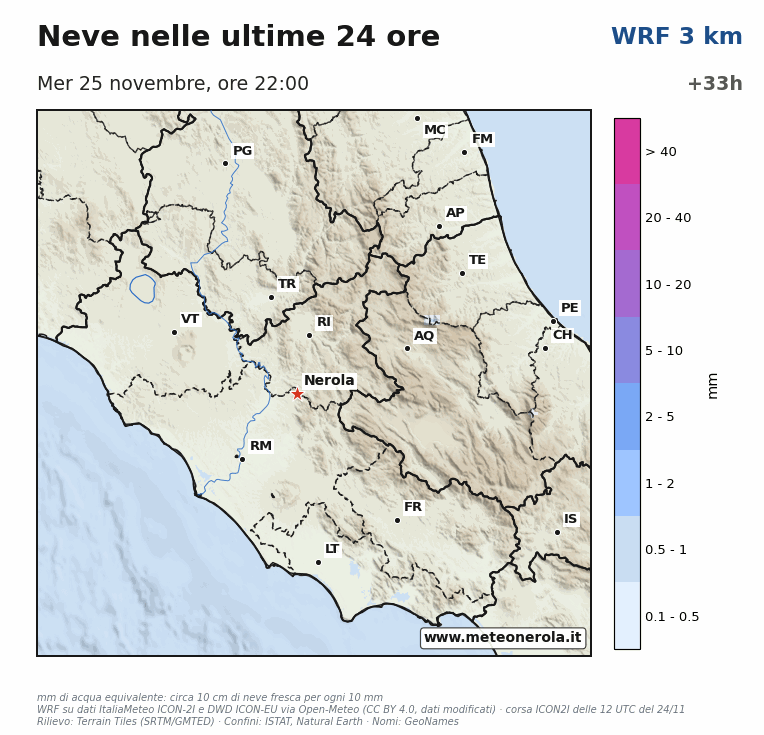 Neve nelle ultime 24 ore
WRF 3 km
Mer 25 novembre, ore 22:00
+33h
MC
FM
PG
AP
TE
TR
PE
VT
RI
AQ
CH
Nerola
RM
FR
IS
LT
www.meteonerola.it
> 40
20 - 40
10 - 20
5 - 10
2 - 5
1 - 2
0.5 - 1
0.1 - 0.5
mm
mm di acqua equivalente: circa 10 cm di neve fresca per ogni 10 mm
WRF su dati ItaliaMeteo ICON-2I e DWD ICON-EU via Open-Meteo (CC BY 4.0, dati modificati) · corsa ICON2I delle 12 UTC del 24/11
Rilievo: Terrain Tiles (SRTM/GMTED) · Confini: ISTAT, Natural Earth · Nomi: GeoNames